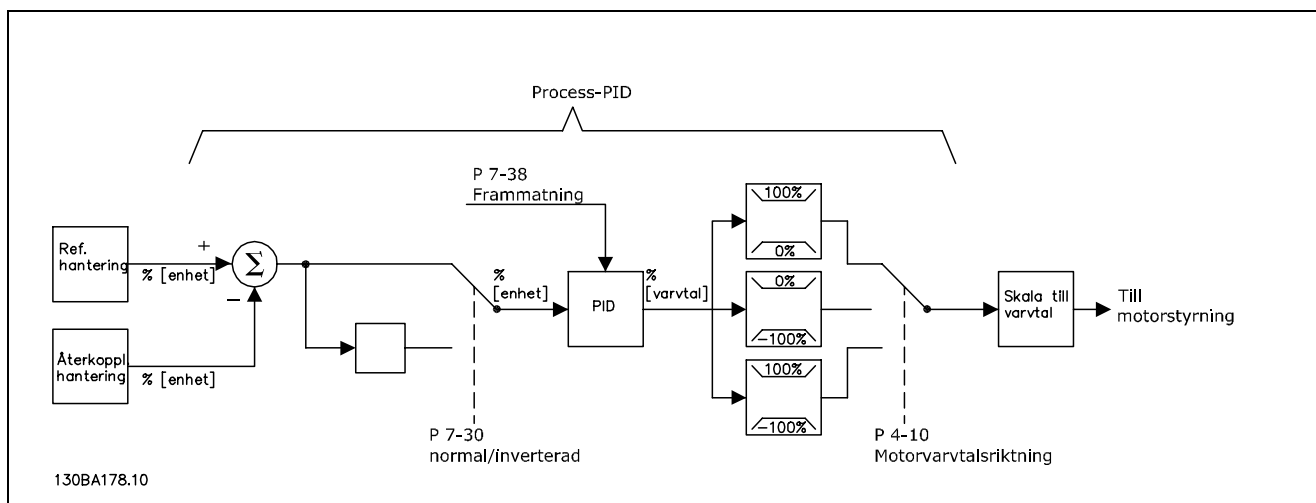 Process-PID
P 7-38
Frammatning
Ref.
hantering
+
% [enhet]
Σ
−
Återkoppl.
hantering
% [enhet]
%
[enhet]
PID
%
[varvtal]
100%
0%
0%
−100%
100%
−100%
Skala till
varvtal
Till
motorstyrning
P 7-30
normal/inverterad
P 4-10
Motorvarvtalsriktning
130BA178.10